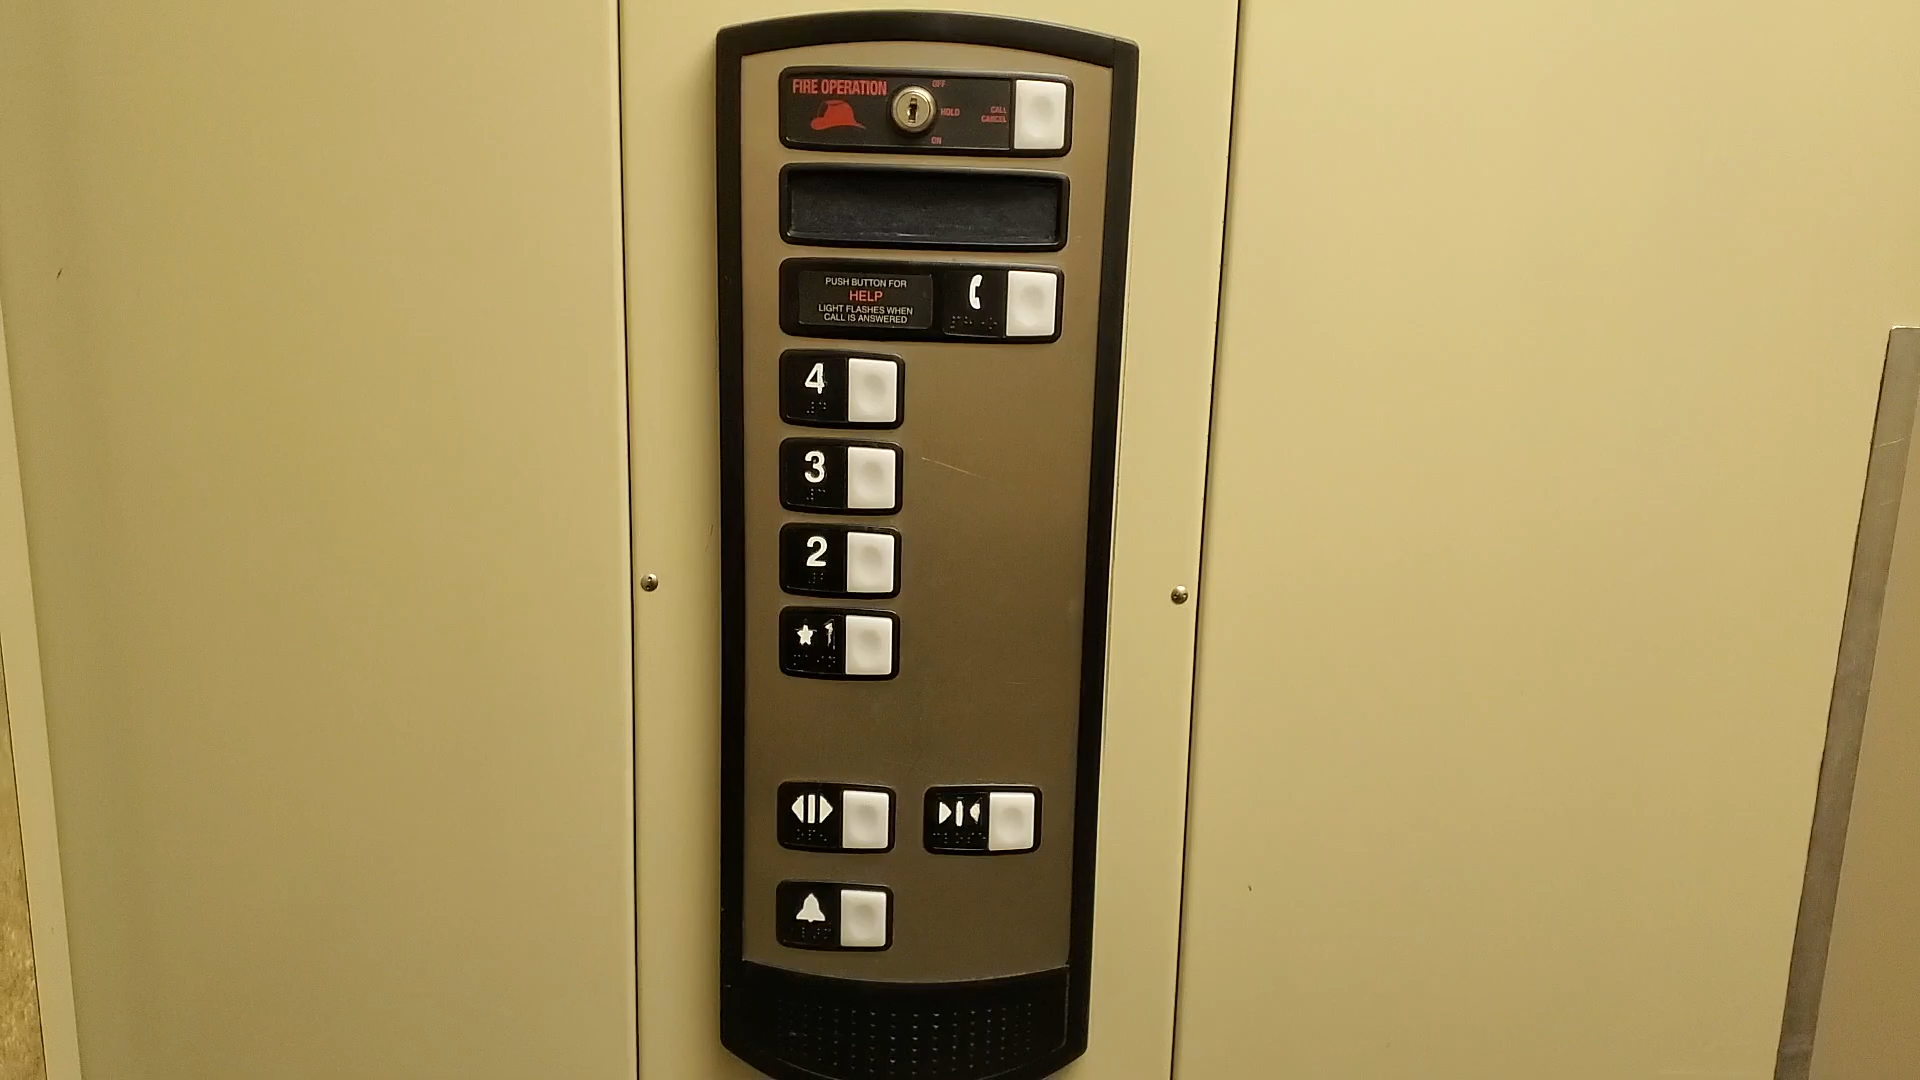 FIRE OPERATION
OFF
HOLD
ON
CALL
CANCEL
PUSH BUTTON FOR
HELP
LIGHT FLASHES WHEN
CALL IS ANSWERED
4
3
2
★ 1